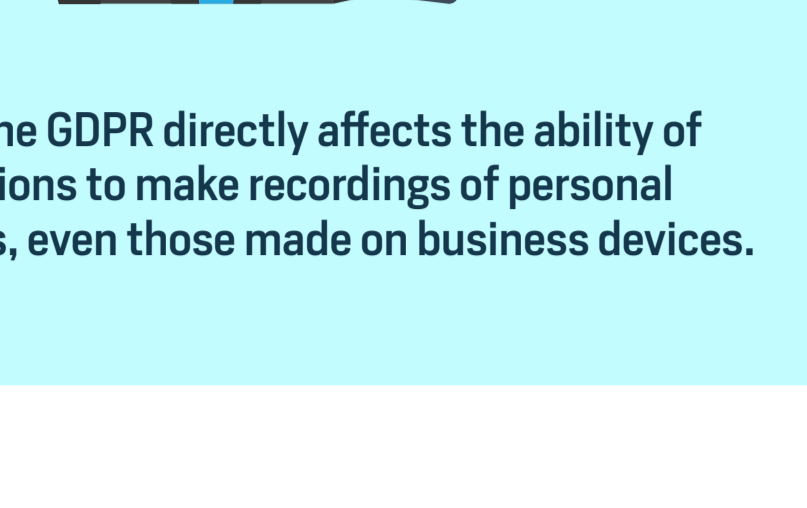 he GDPR directly affects the ability of
ions to make recordings of personal
s, even those made on business devices.